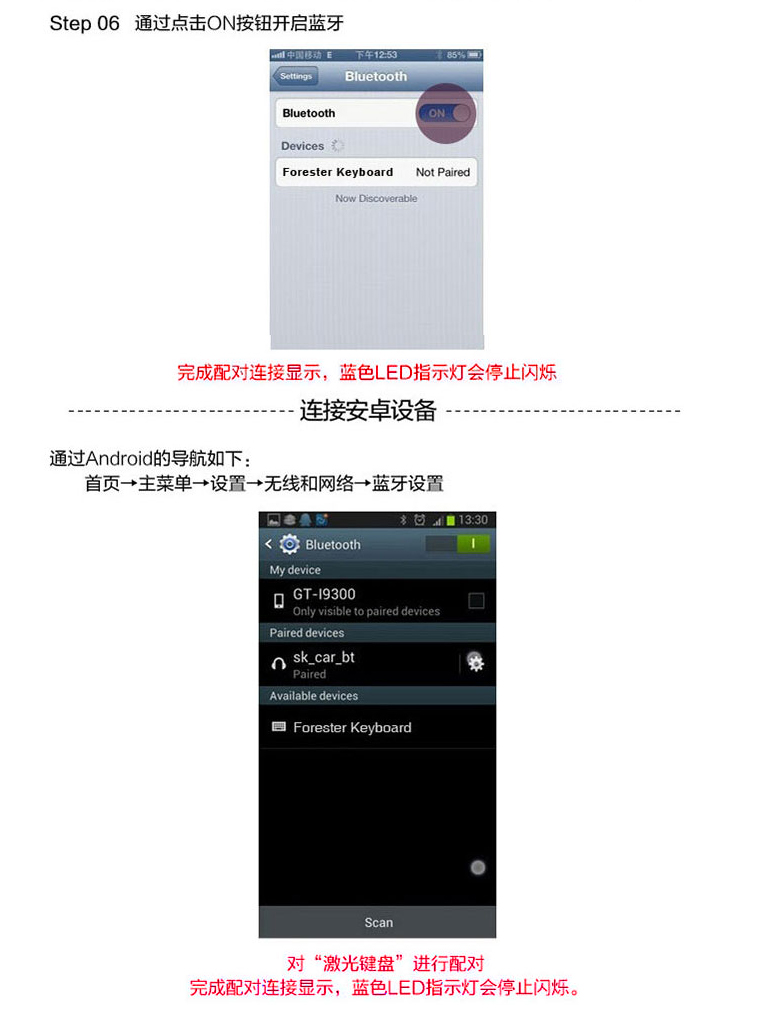 Step 06 通过点击ON按钮开启蓝牙
中国移动 E 下午12:53 85%
Settings Bluetooth
Bluetooth ON
Devices
Forester Keyboard Not Paired
Now Discoverable
完成配对连接显示，蓝色LED指示灯会停止闪烁
连接安卓设备
通过Android的导航如下：
首页→主菜单→设置→无线和网络→蓝牙设置
13:30
Bluetooth
My device
GT-I9300
Only visible to paired devices
Paired devices
sk_car_bt
Paired
Available devices
Forester Keyboard
Scan
对“激光键盘”进行配对
完成配对连接显示，蓝色LED指示灯会停止闪烁。